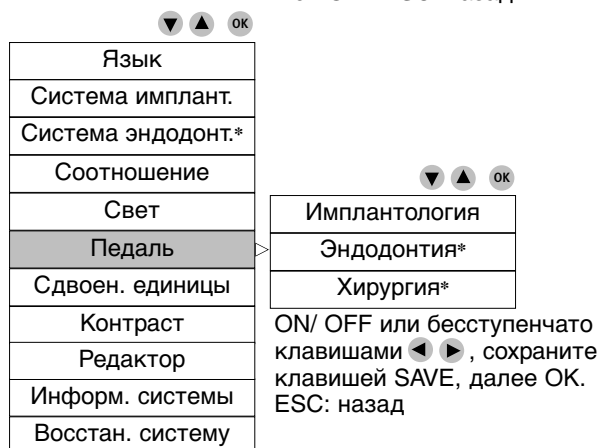 OK
Язык
Система имплант.
Система эндодонт.*
Соотношение
Свет
Педаль
Сдвоен. единицы
Контраст
Редактор
Информ. системы
Восстан. систему
OK
Имплантология
Эндодонтия*
Хирургия*
ON/ OFF или бесступенчато
клавишами , сохраните
клавишей SAVE, далее OK.
ESC: назад